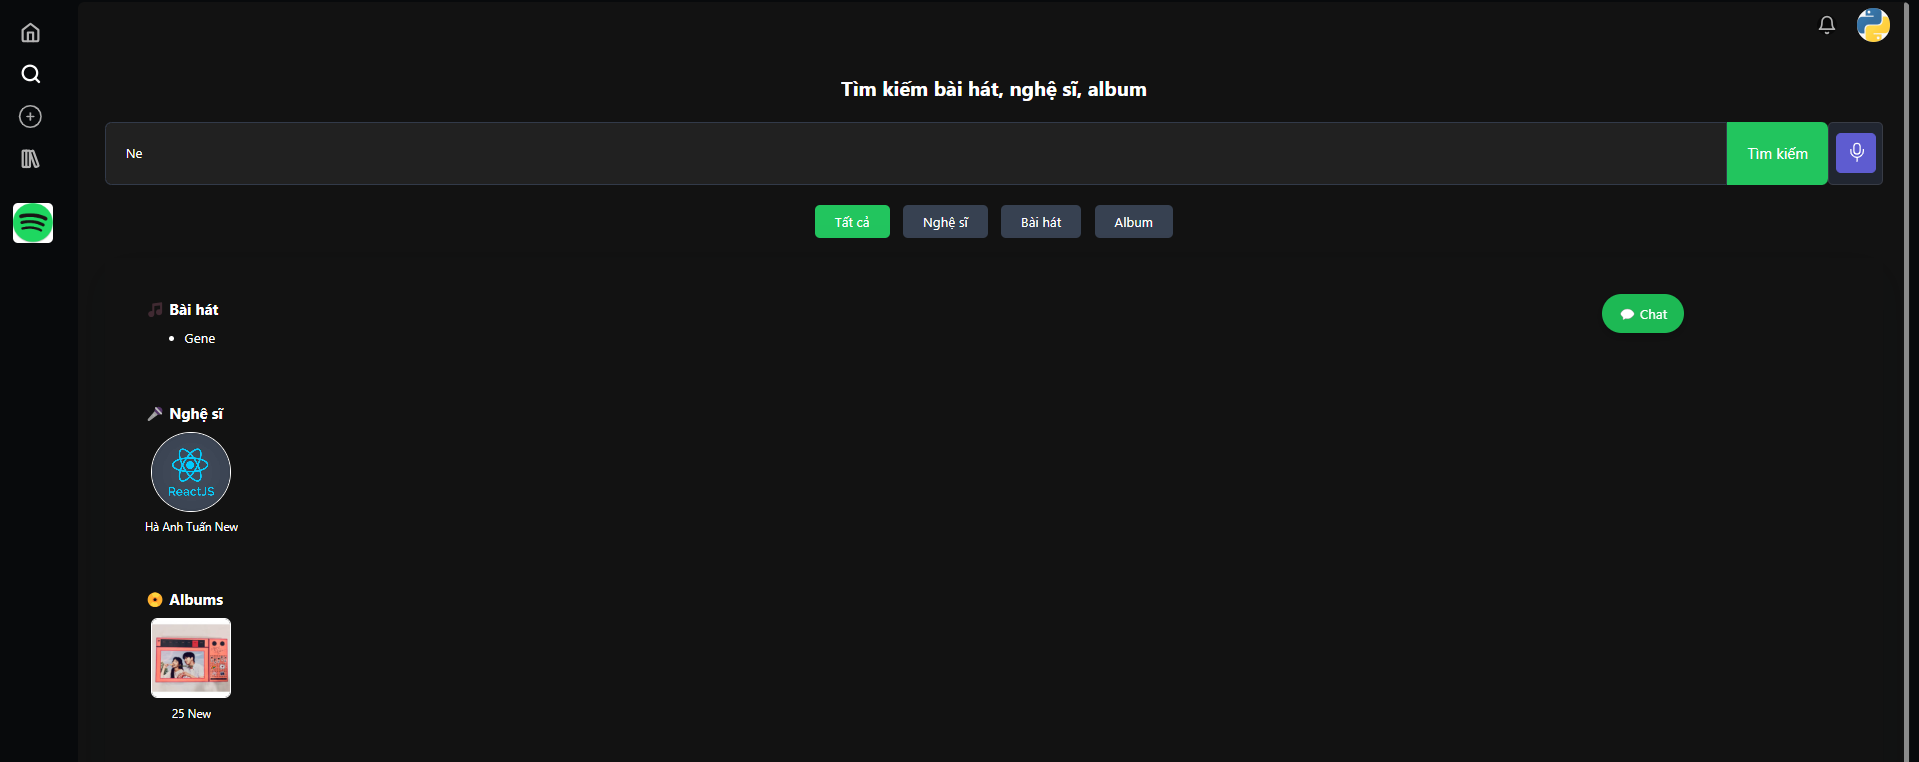 Tìm kiếm bài hát, nghệ sĩ, album
Ne
Tìm kiếm
Tất cả
Nghệ sĩ
Bài hát
Album
Bài hát
Chat
Gene
Nghệ sĩ
ReactJS
Hà Anh Tuấn New
Albums
25 New